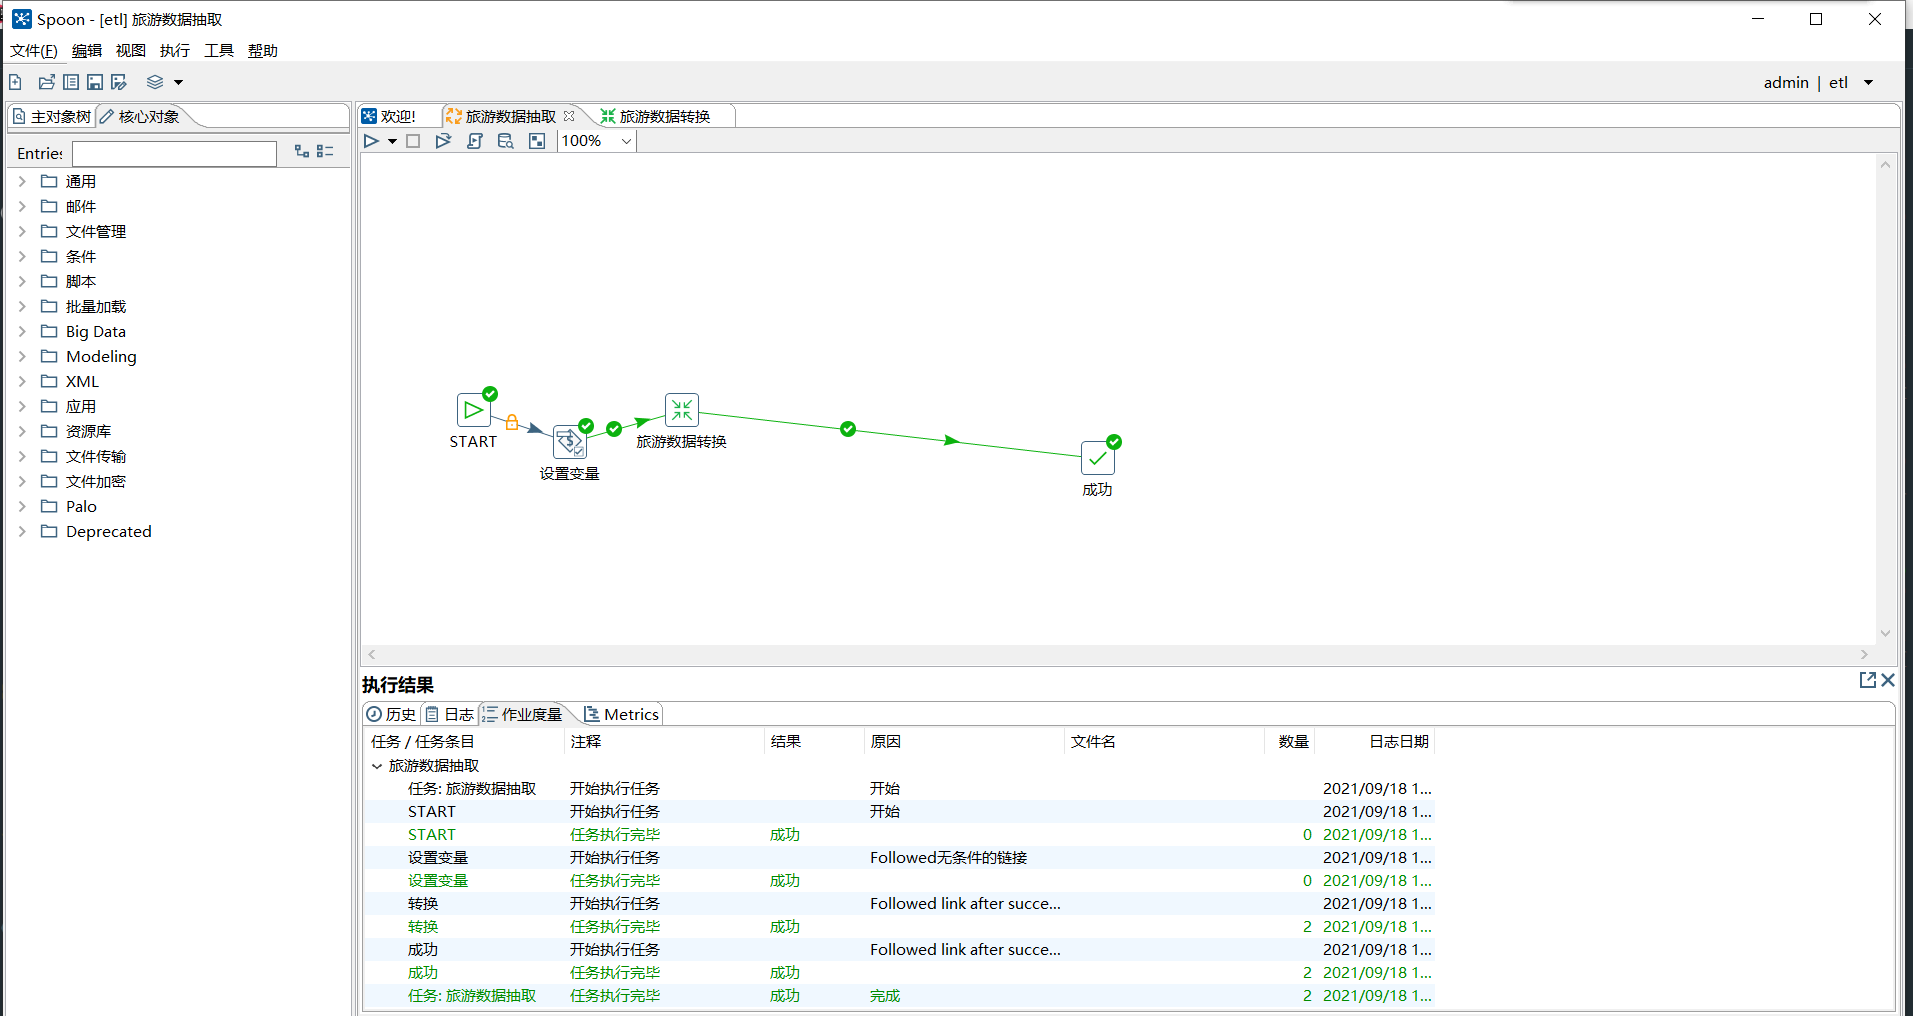 Spoon - [etl] 旅游数据抽取
文件(F) 编辑 视图 执行 工具 帮助
admin | etl
主对象树 核心对象
欢迎! 旅游数据抽取 旅游数据转换
100%
Entries
通用
邮件
文件管理
条件
脚本
批量加载
Big Data
Modeling
XML
应用
资源库
文件传输
文件加密
Palo
Deprecated
START
设置变量
旅游数据转换
成功
执行结果
历史 日志 作业度量 Metrics
任务 / 任务条目 注释 结果 原因 文件名 数量 日志日期
旅游数据抽取
任务: 旅游数据抽取 开始执行任务 开始 2021/09/18 1...
START 开始执行任务 开始 2021/09/18 1...
START 任务执行完毕 成功 0 2021/09/18 1...
设置变量 开始执行任务 Followed无条件的链接 2021/09/18 1...
设置变量 任务执行完毕 成功 0 2021/09/18 1...
转换 开始执行任务 Followed link after succe... 2021/09/18 1...
转换 任务执行完毕 成功 2 2021/09/18 1...
成功 开始执行任务 Followed link after succe... 2021/09/18 1...
成功 任务执行完毕 成功 2 2021/09/18 1...
任务: 旅游数据抽取 任务执行完毕 成功 完成 2 2021/09/18 1...